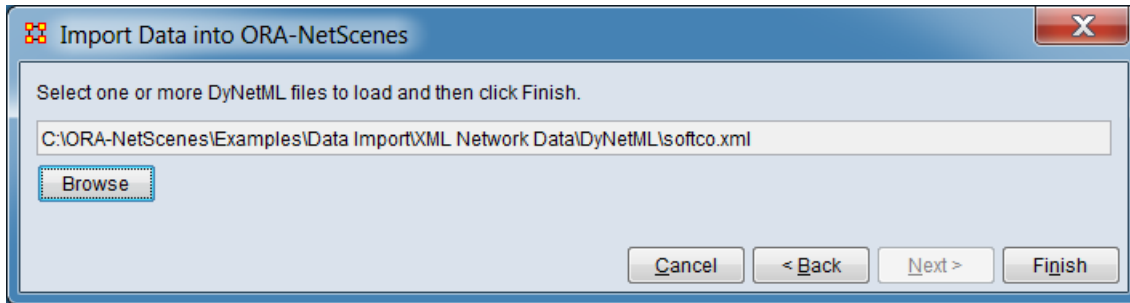 Import Data into ORA-NetScenes
X
Select one or more DyNetML files to load and then click Finish.
C:\ORA-NetScenes\Examples\Data Import\XML Network Data\DyNetML\softco.xml
Browse
Cancel
< Back
Next >
Finish